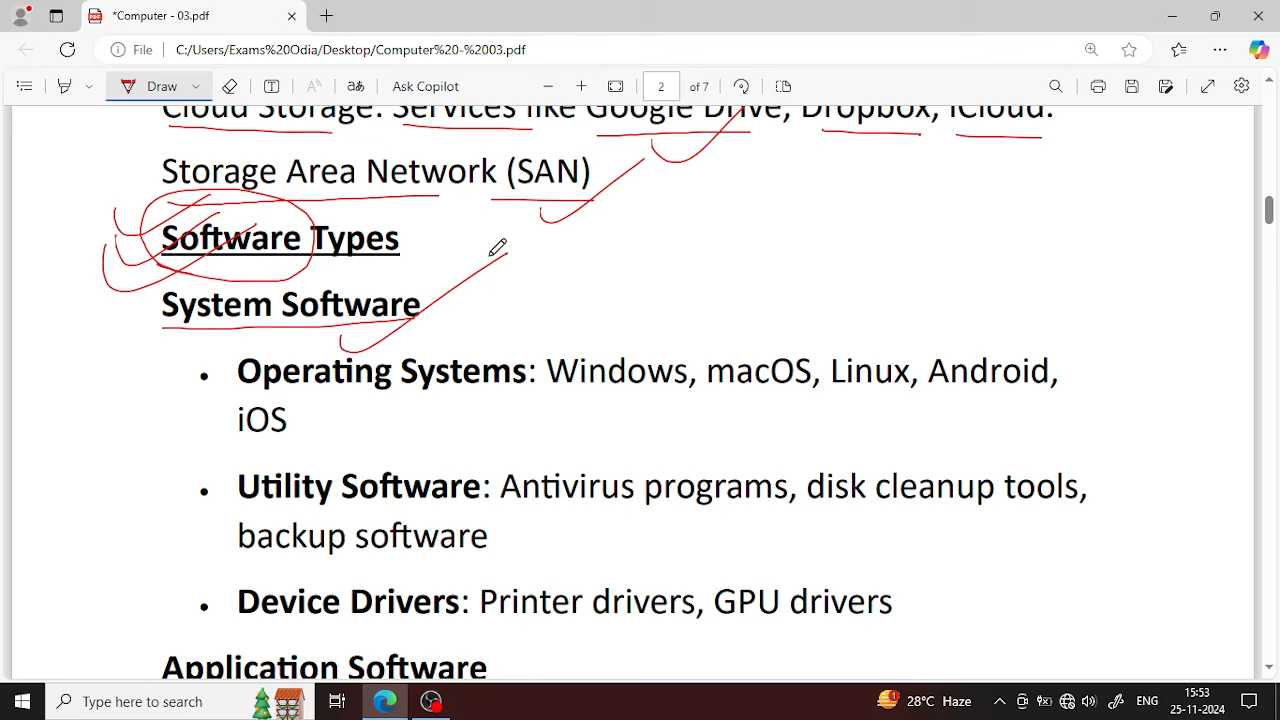 *Computer - 03.pdf
File
C:/Users/Exams%20Odia/Desktop/Computer%20-%2003.pdf
Draw
Ask Copilot
2 of 7
Cloud Storage: Services like Google Drive, Dropbox, iCloud.
Storage Area Network (SAN)
Software Types
System Software
• Operating Systems: Windows, macOS, Linux, Android,
iOS
• Utility Software: Antivirus programs, disk cleanup tools,
backup software
• Device Drivers: Printer drivers, GPU drivers
Application Software
Type here to search
1
28°C Haze
ENG
15:53
25-11-2024